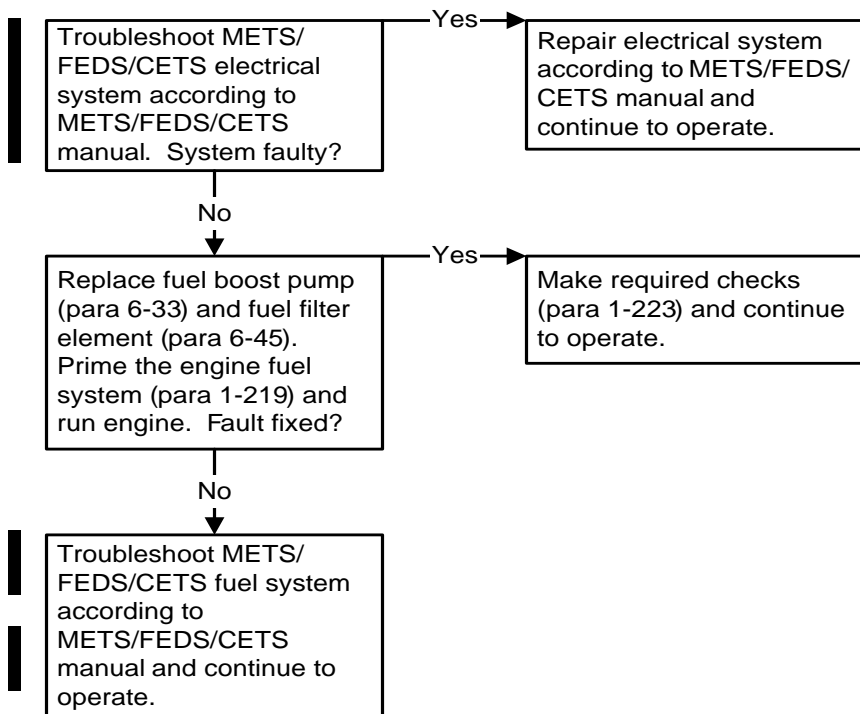 Troubleshoot METS/
FEDS/CETS electrical
system according to
METS/FEDS/CETS
manual.  System faulty?
Yes
Repair electrical system
according to METS/FEDS/
CETS manual and
continue to operate.
No
Replace fuel boost pump
(para 6-33) and fuel filter
element (para 6-45).
Prime the engine fuel
system (para 1-219) and
run engine.  Fault fixed?
Yes
Make required checks
(para 1-223) and continue
to operate.
No
Troubleshoot METS/
FEDS/CETS fuel system
according to
METS/FEDS/CETS
manual and continue to
operate.